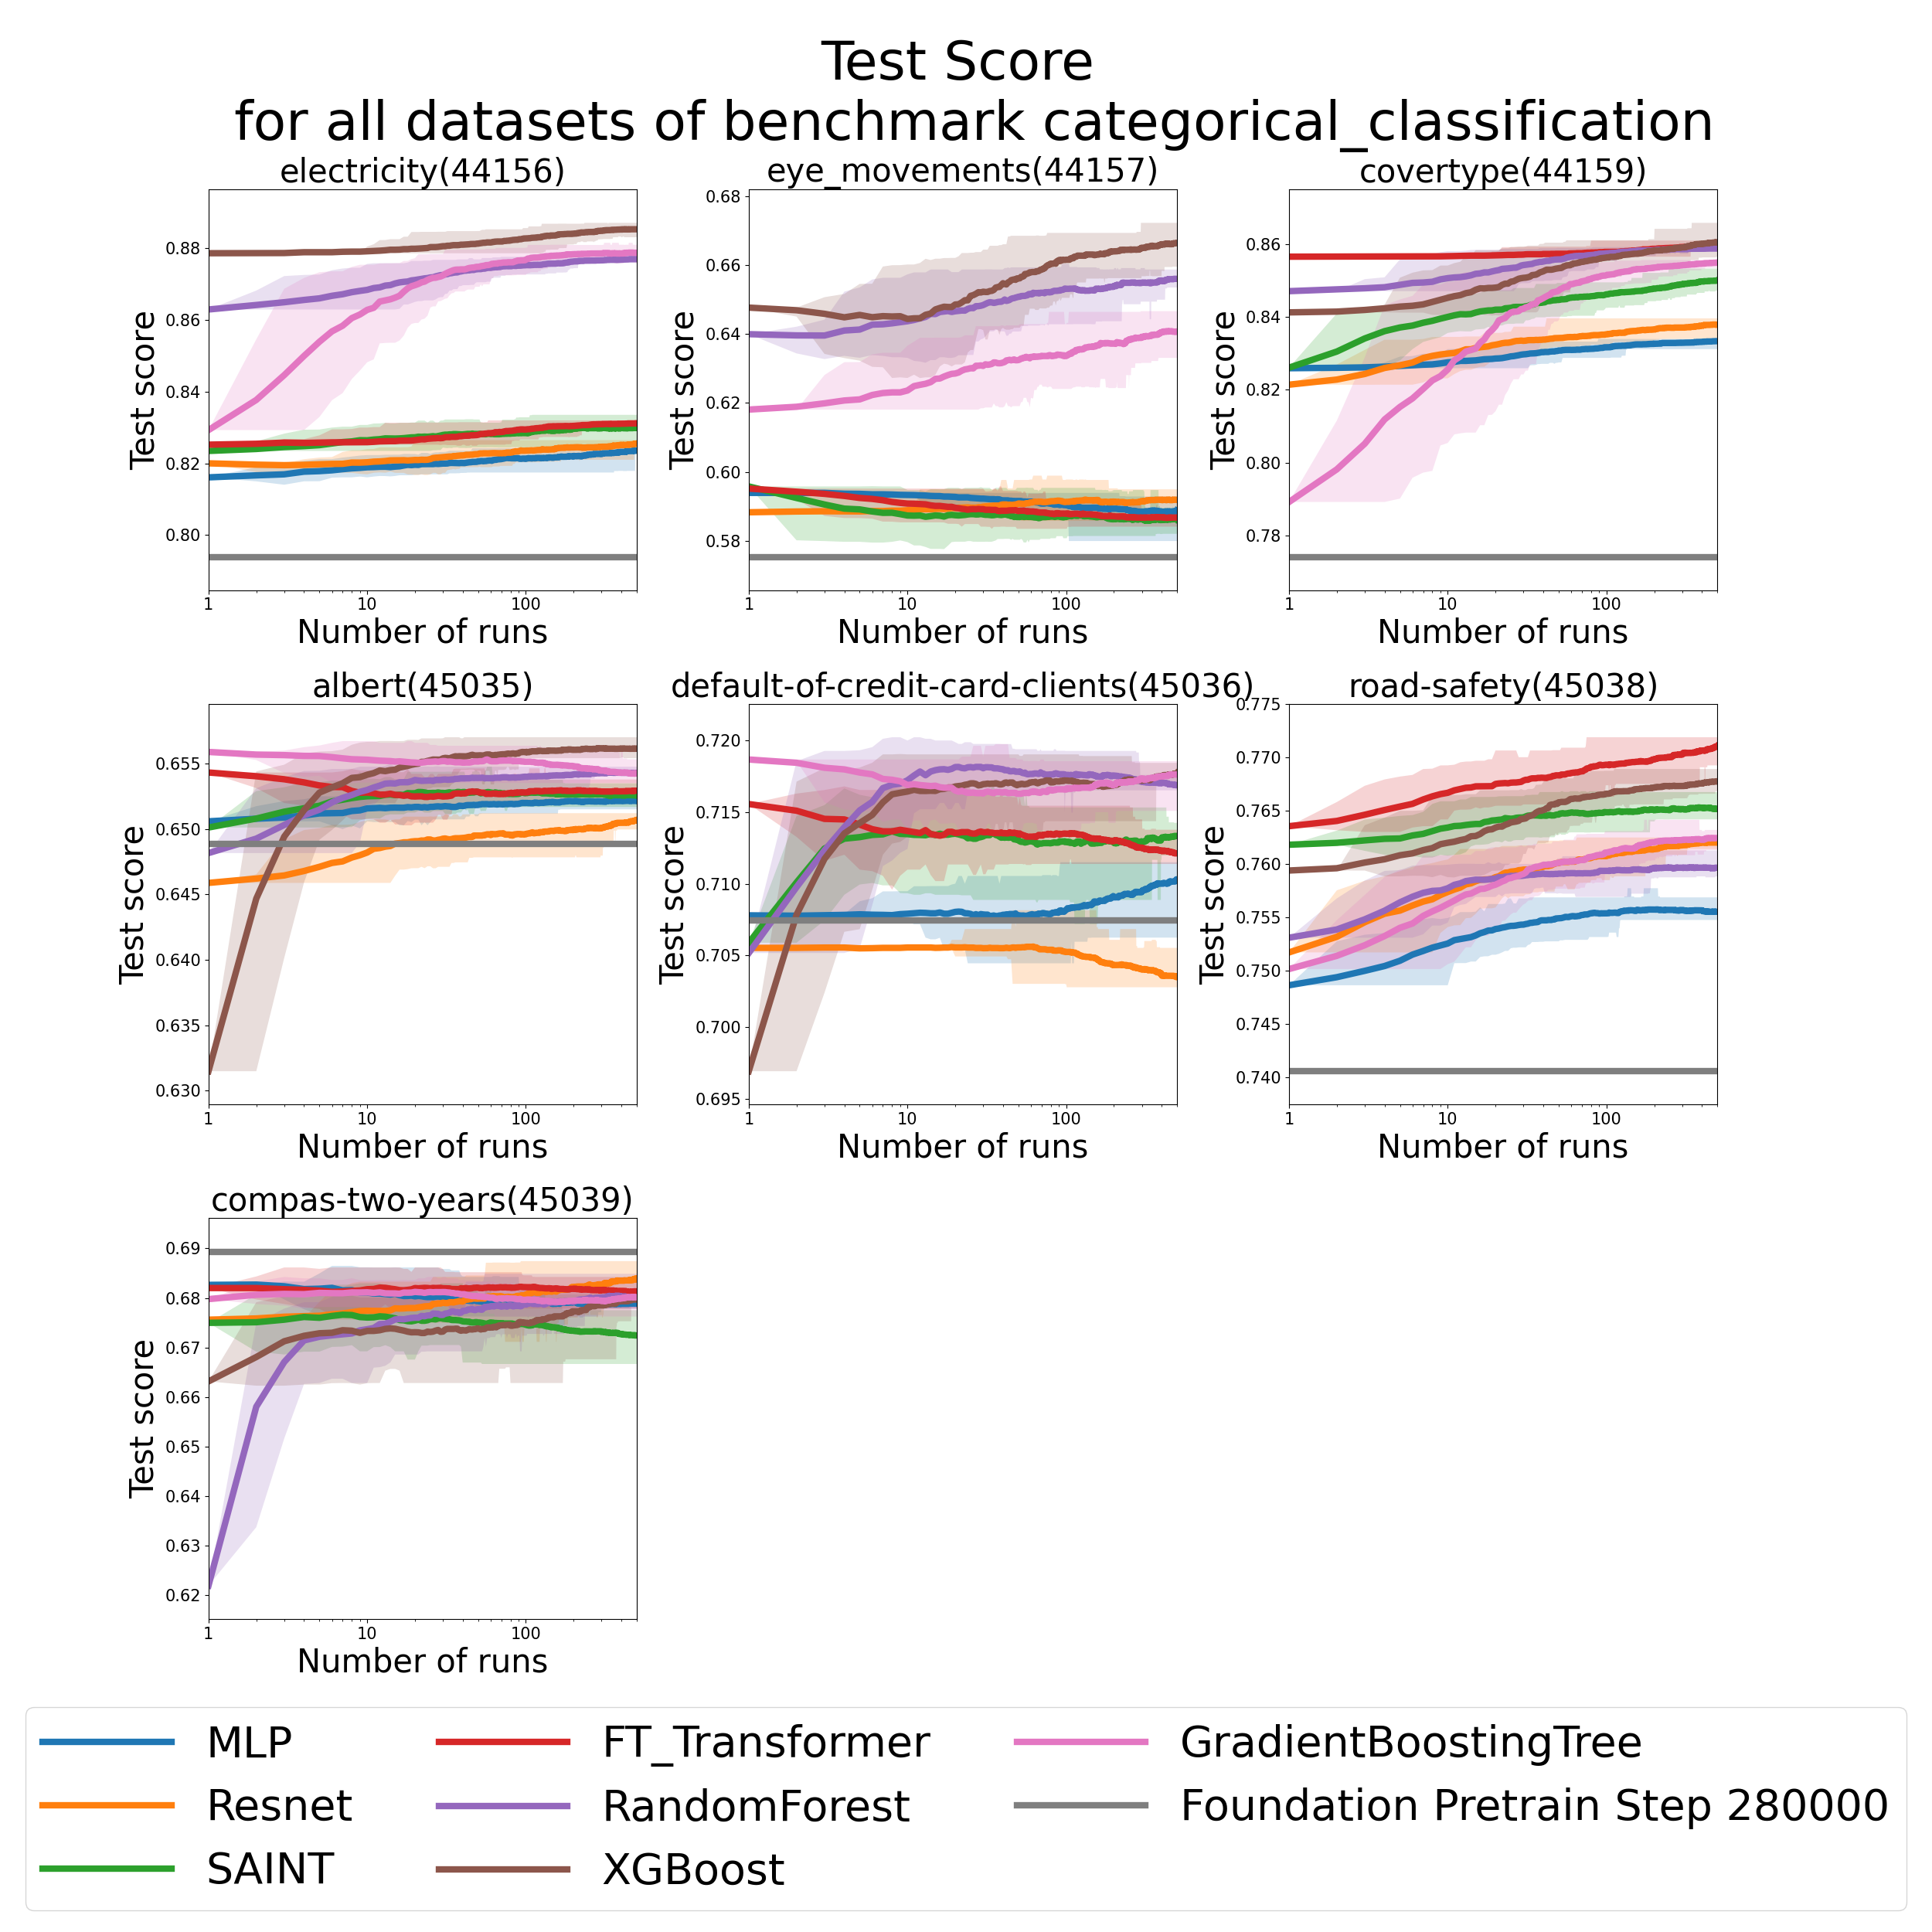 Test Score
for all datasets of benchmark categorical_classification
electricity(44156)
Test score
0.88
0.86
0.84
0.82
0.80
1 10 100
Number of runs
eye_movements(44157)
Test score
0.68
0.66
0.64
0.62
0.60
0.58
1 10 100
Number of runs
covertype(44159)
Test score
0.86
0.84
0.82
0.80
0.78
1 10 100
Number of runs
albert(45035)
Test score
0.655
0.650
0.645
0.640
0.635
0.630
1 10 100
Number of runs
default-of-credit-card-clients(45036)
Test score
0.720
0.715
0.710
0.705
0.700
0.695
1 10 100
Number of runs
road-safety(45038)
Test score
0.775
0.770
0.765
0.760
0.755
0.750
0.745
0.740
1 10 100
Number of runs
compas-two-years(45039)
Test score
0.69
0.68
0.67
0.66
0.65
0.64
0.63
0.62
1 10 100
Number of runs
MLP
Resnet
SAINT
FT_Transformer
RandomForest
XGBoost
GradientBoostingTree
Foundation Pretrain Step 280000